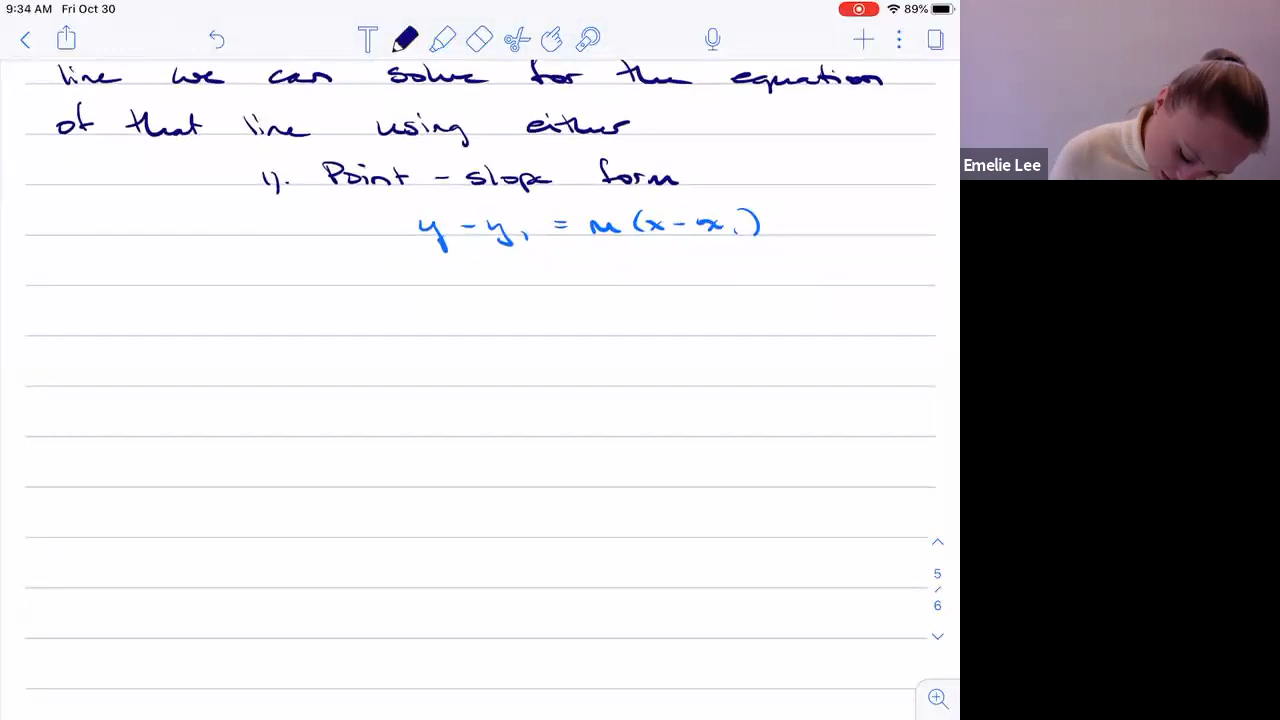 9:34 AM Fri Oct 30
89%
line we can solve for the equation
of that line using either
1). Point - slope form
y - y₁ = m (x - x₁)
Emelie Lee
5
/
6